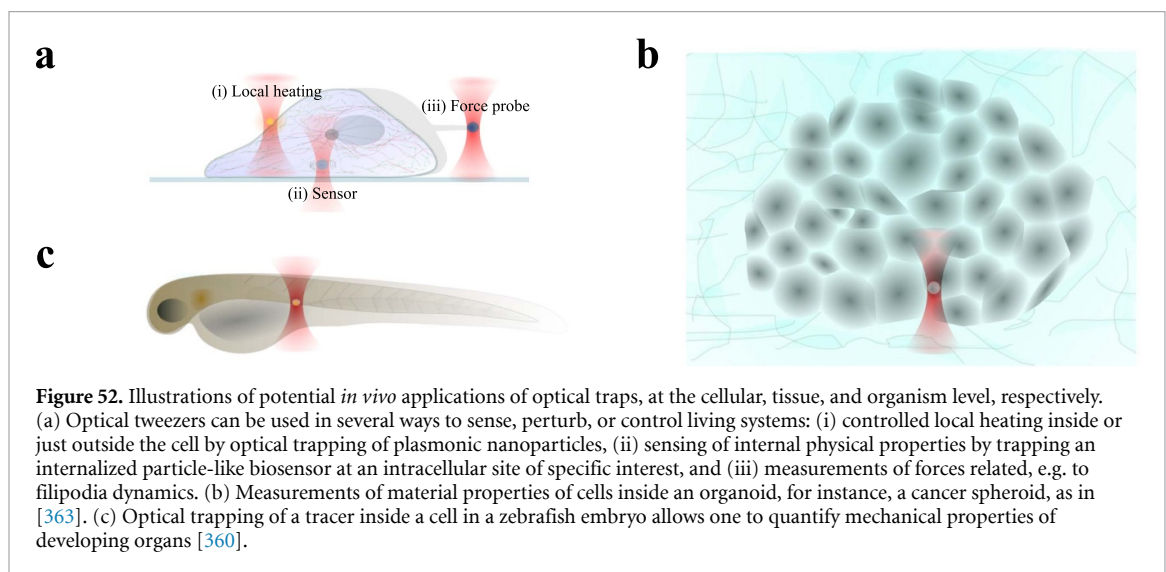 a
b
(i) Local heating
(iii) Force probe
(ii) Sensor
c
Figure 52. Illustrations of potential in vivo applications of optical traps, at the cellular, tissue, and organism level, respectively.
(a) Optical tweezers can be used in several ways to sense, perturb, or control living systems: (i) controlled local heating inside or
just outside the cell by optical trapping of plasmonic nanoparticles, (ii) sensing of internal physical properties by trapping an
internalized particle-like biosensor at an intracellular site of specific interest, and (iii) measurements of forces related, e.g. to
filipodia dynamics. (b) Measurements of material properties of cells inside an organoid, for instance, a cancer spheroid, as in
[363]. (c) Optical trapping of a tracer inside a cell in a zebrafish embryo allows one to quantify mechanical properties of
developing organs [360].